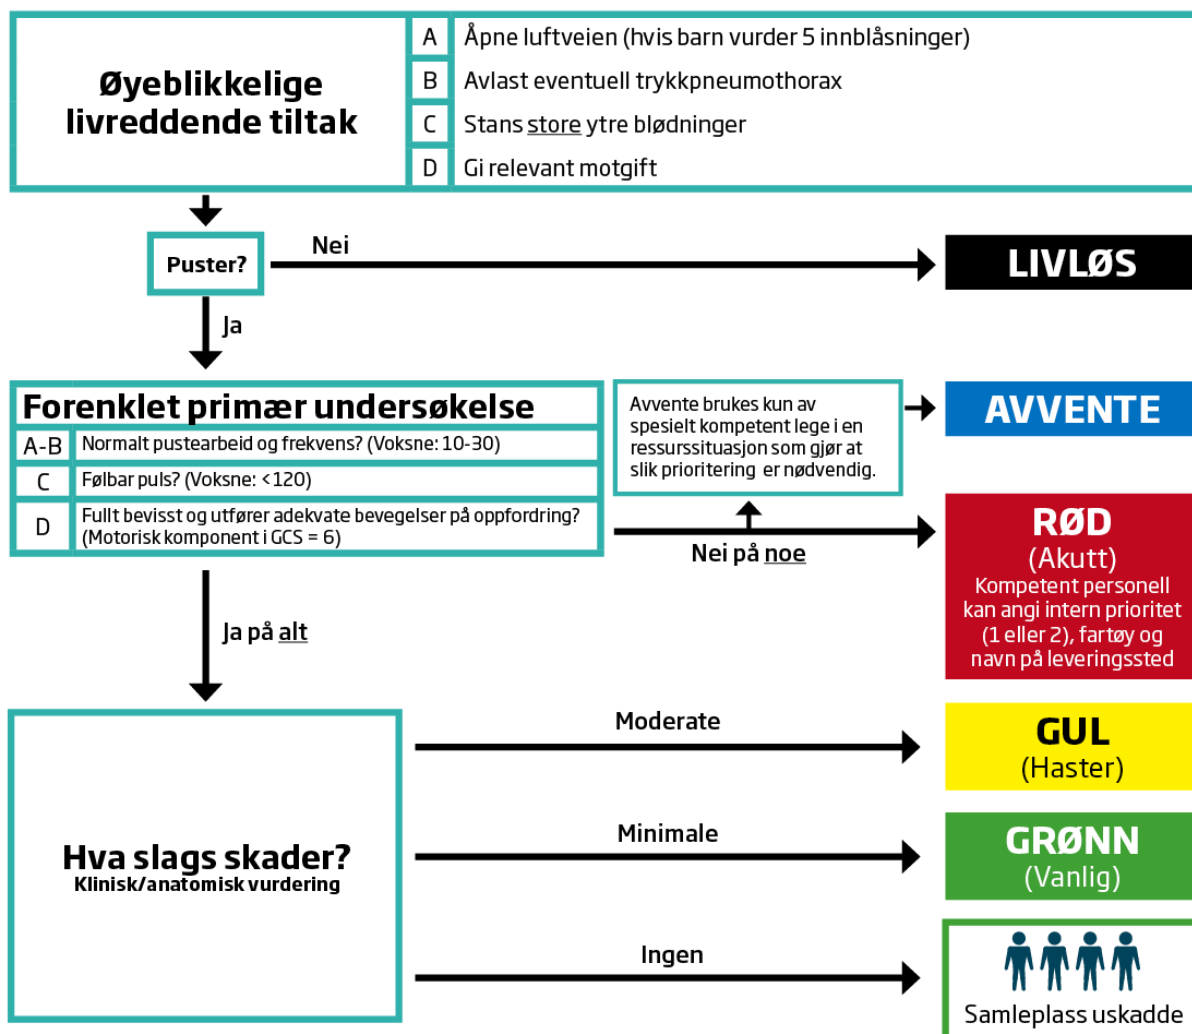 Øyeblikkelige
livreddende tiltak
A Åpne luftveien (hvis barn vurder 5 innblåsninger)
B Avlast eventuell trykkpneumothorax
C Stans store ytre blødninger
D Gi relevant motgift
Puster?
Nei
LIVLØS
Ja
Forenklet primær undersøkelse
A-B Normalt pustearbeid og frekvens? (Voksne: 10-30)
C Følbar puls? (Voksne: <120)
D Fullt bevisst og utfører adekvate bevegelser på oppfordring?
(Motorisk komponent i GCS = 6)
Avvente brukes kun av
spesielt kompetent lege i en
ressurssituasjon som gjør at
slik prioritering er nødvendig.
AVVENTE
Nei på noe
RØD
(Akutt)
Kompetent personell
kan angi intern prioritet
(1 eller 2), fartøy og
navn på leveringssted
Ja på alt
Hva slags skader?
Klinisk/anatomisk vurdering
Moderate
GUL
(Haster)
Minimale
GRØNN
(Vanlig)
Ingen
Samleplass uskadde